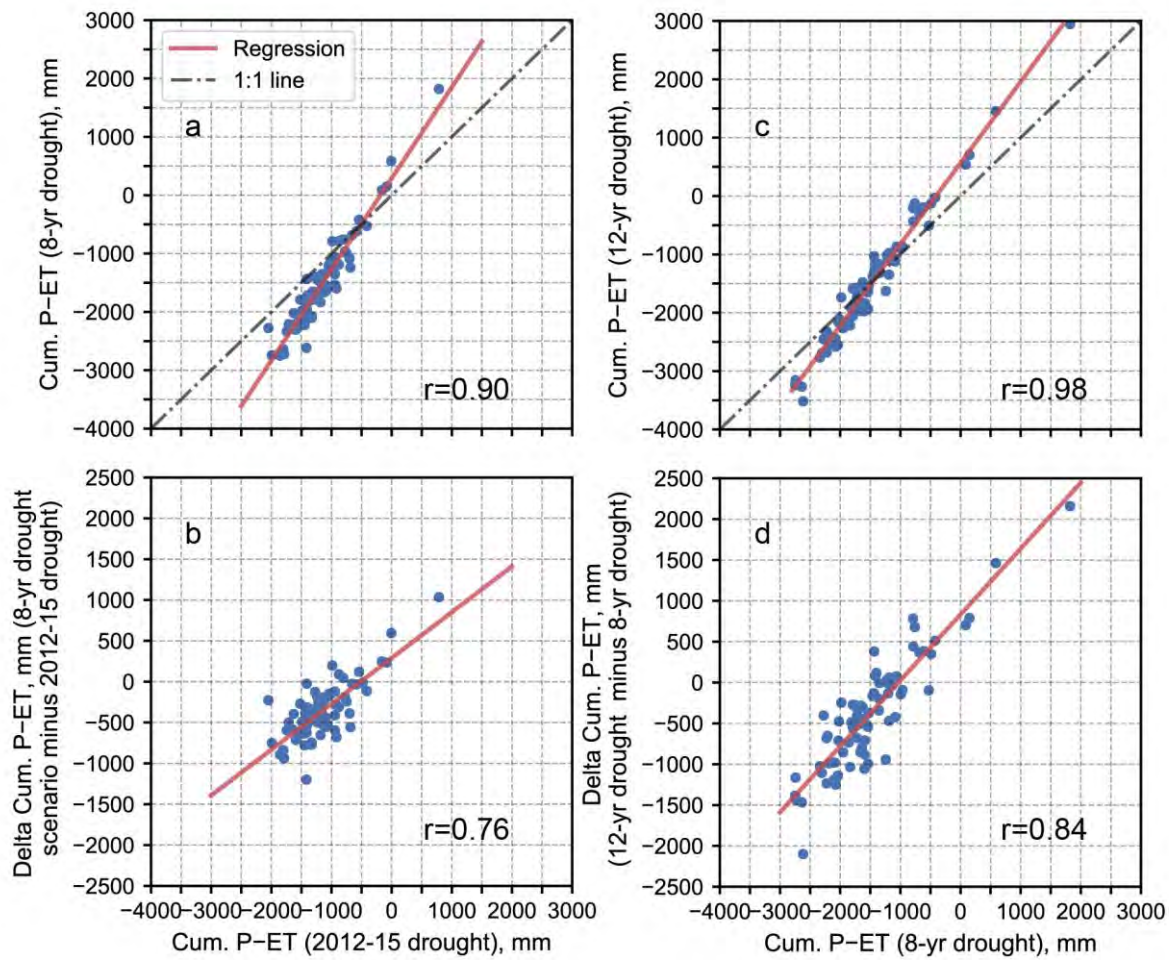 3000
2000
1000
0
−1000
−2000
−3000
−4000
Cum. P−ET (8-yr drought), mm
Regression
1:1 line
a
r=0.90
3000
2000
1000
0
−1000
−2000
−3000
−4000
Cum. P−ET (12-yr drought), mm
c
r=0.98
2500
2000
1500
1000
500
0
−500
−1000
−1500
−2000
−2500
Delta Cum. P−ET, mm (8-yr drought
scenario minus 2012-15 drought)
b
r=0.76
−4000−3000−2000−1000 0 1000 2000 3000
Cum. P−ET (2012-15 drought), mm
2500
2000
1500
1000
500
0
−500
−1000
−1500
−2000
−2500
Delta Cum. P−ET, mm
(12-yr drought minus 8-yr drought)
d
r=0.84
−4000−3000−2000−1000 0 1000 2000 3000
Cum. P−ET (8-yr drought), mm